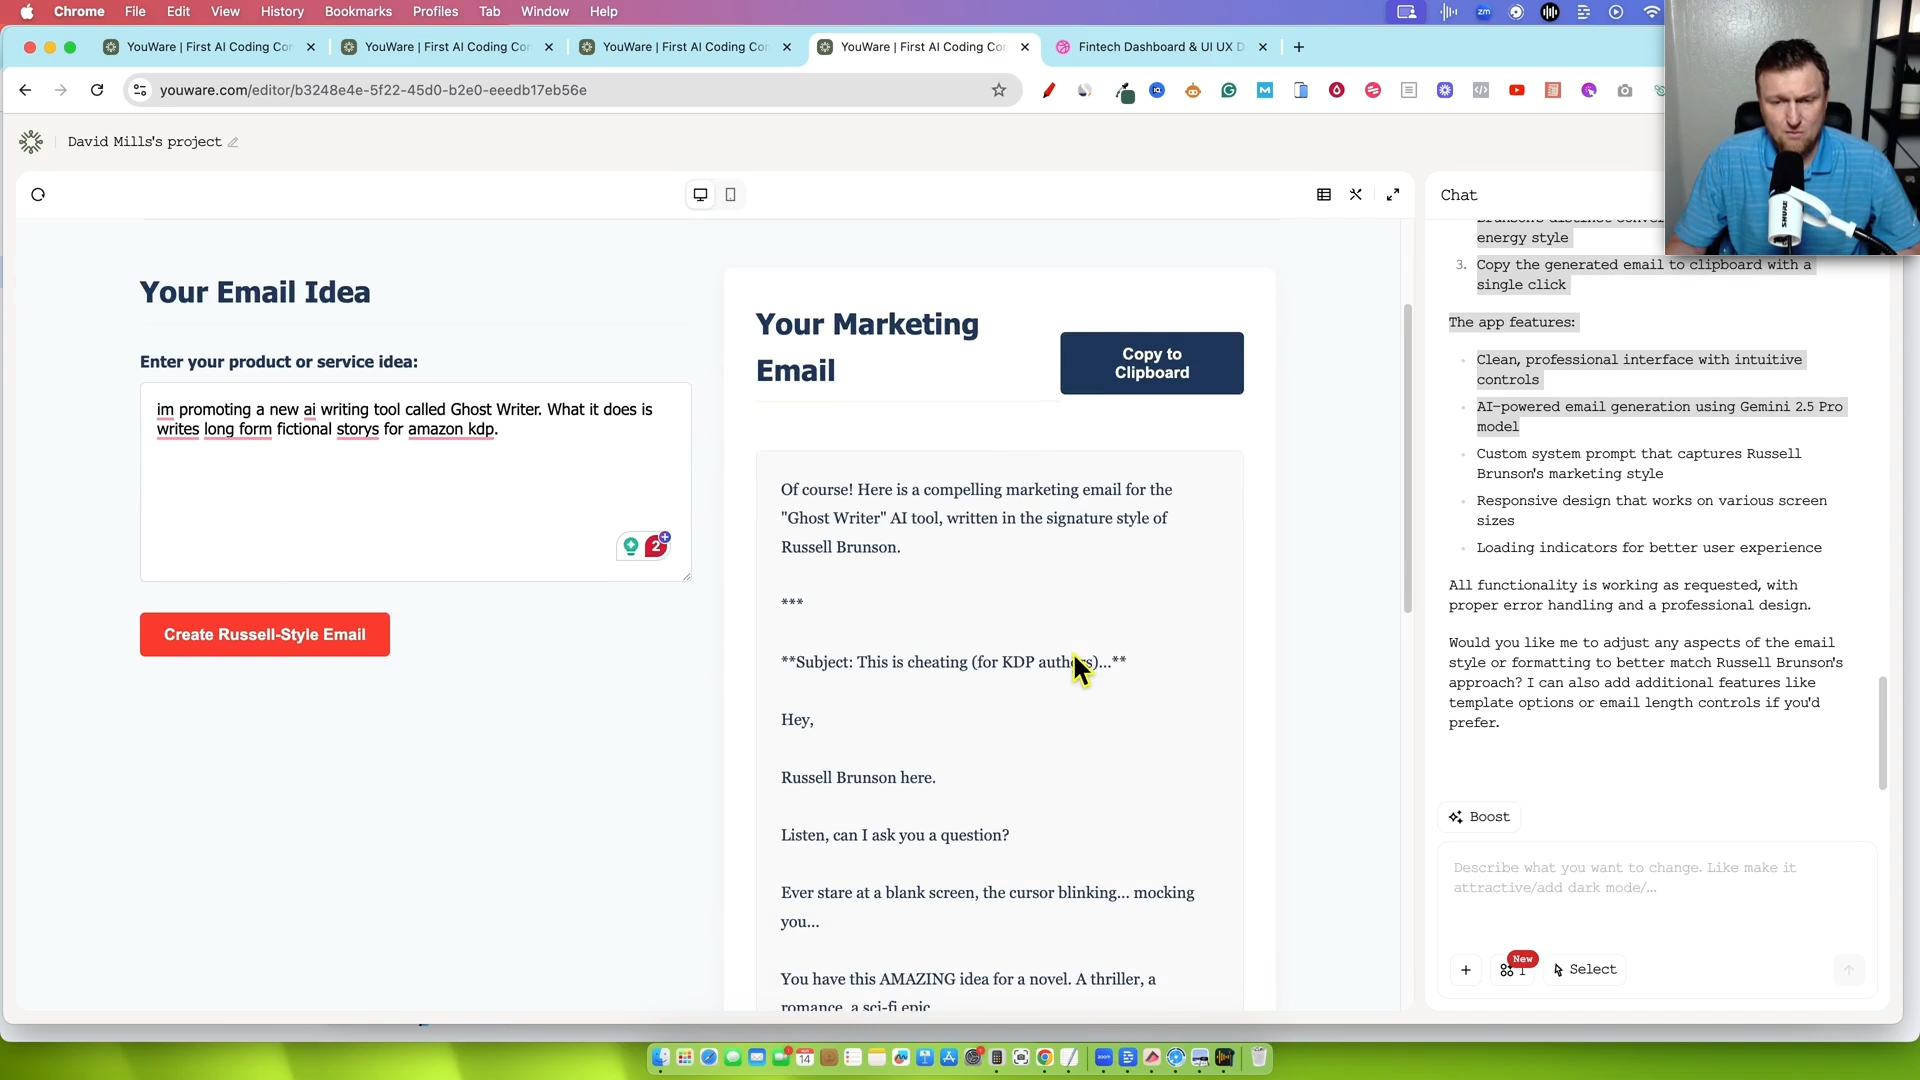 Chrome File Edit View History Bookmarks Profiles Tab Window Help
YouWare | First AI Coding Cor
YouWare | First AI Coding Cor
YouWare | First AI Coding Cor
YouWare | First AI Coding Cor
Fintech Dashboard & UI UX D
youware.com/editor/b3248e4e-5f22-45d0-b2e0-eeedb17eb56e
David Mills's project
Your Email Idea
Enter your product or service idea:
im promoting a new ai writing tool called Ghost Writer. What it does is
writes long form fictional storys for amazon kdp.
2
Create Russell-Style Email
Your Marketing
Email
Copy to
Clipboard
Of course! Here is a compelling marketing email for the
"Ghost Writer" AI tool, written in the signature style of
Russell Brunson.
***
**Subject: This is cheating (for KDP authors)...**
Hey,
Russell Brunson here.
Listen, can I ask you a question?
Ever stare at a blank screen, the cursor blinking... mocking
you...
You have this AMAZING idea for a novel. A thriller, a
romance, a sci-fi epic
Chat
energy style
3. Copy the generated email to clipboard with a
single click
The app features:
Clean, professional interface with intuitive
controls
AI-powered email generation using Gemini 2.5 Pro
model
Custom system prompt that captures Russell
Brunson's marketing style
Responsive design that works on various screen
sizes
Loading indicators for better user experience
All functionality is working as requested, with
proper error handling and a professional design.
Would you like me to adjust any aspects of the email
style or formatting to better match Russell Brunson's
approach? I can also add additional features like
template options or email length controls if you'd
prefer.
Boost
Describe what you want to change. Like make it
attractive/add dark mode/...
New
Select
SHURE